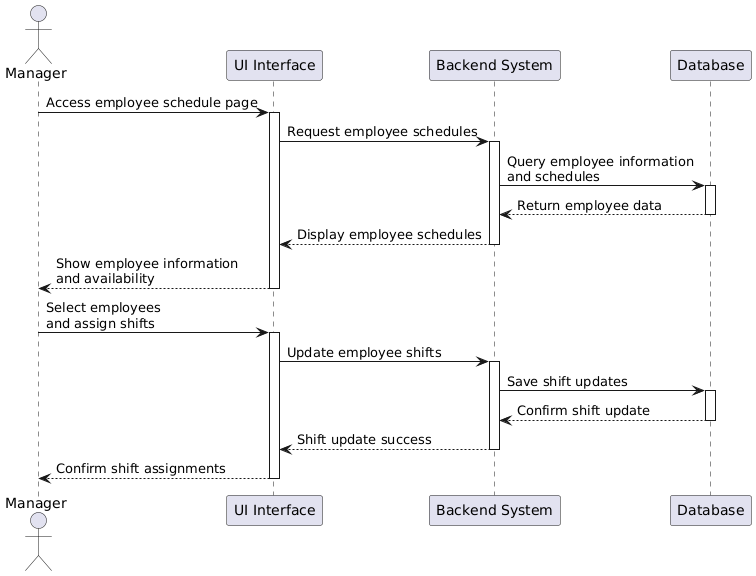 Manager
UI Interface
Backend System
Database
Access employee schedule page
Request employee schedules
Query employee information
and schedules
Return employee data
Display employee schedules
Show employee information
and availability
Select employees
and assign shifts
Update employee shifts
Save shift updates
Confirm shift update
Shift update success
Confirm shift assignments
Manager
UI Interface
Backend System
Database